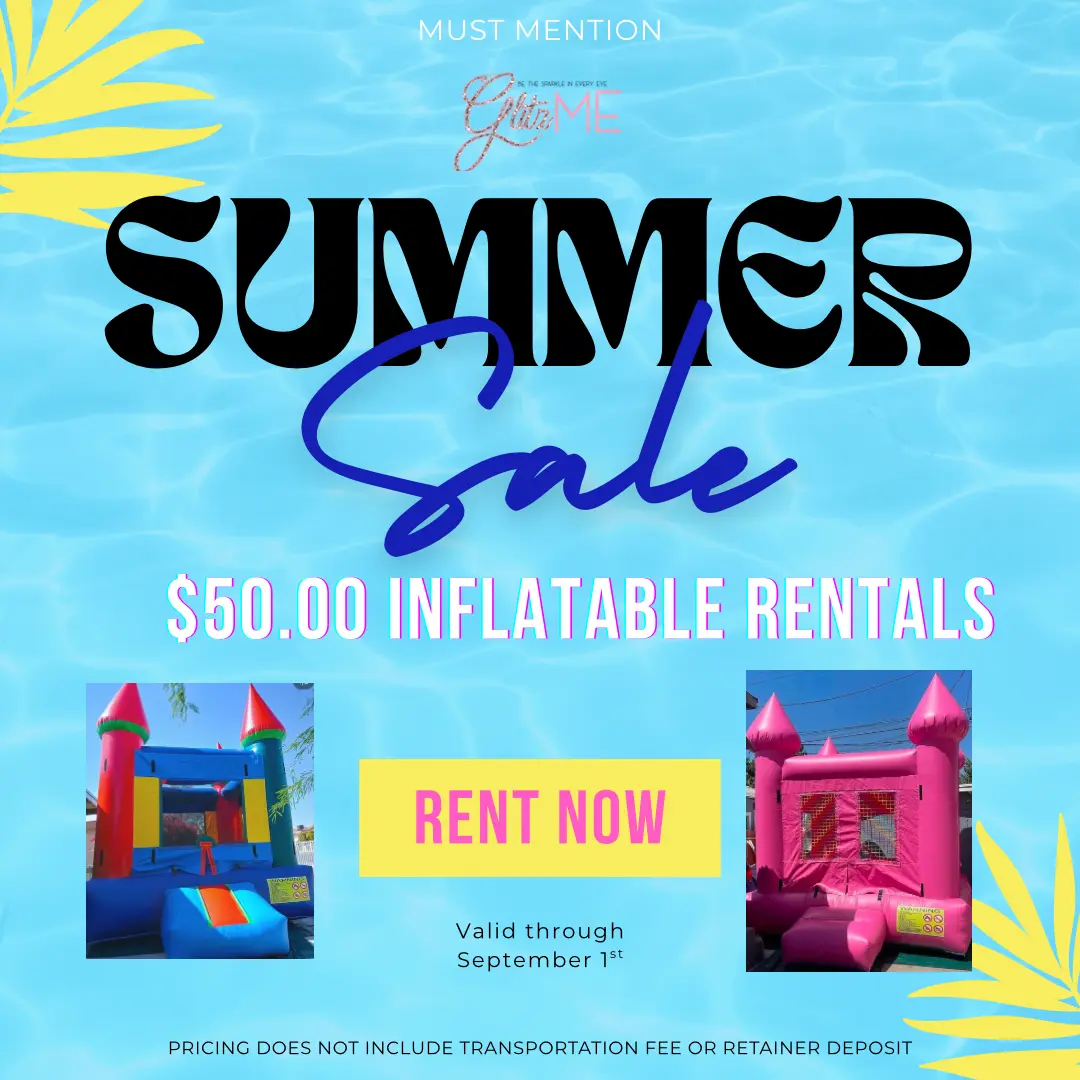 MUST MENTION
BE THE SPARKLE IN EVERY EYE
GlitzME
SUMMER
Sale
$50.00 INFLATABLE RENTALS
RENT NOW
WARNING
Valid through
September 1st
PRICING DOES NOT INCLUDE TRANSPORTATION FEE OR RETAINER DEPOSIT